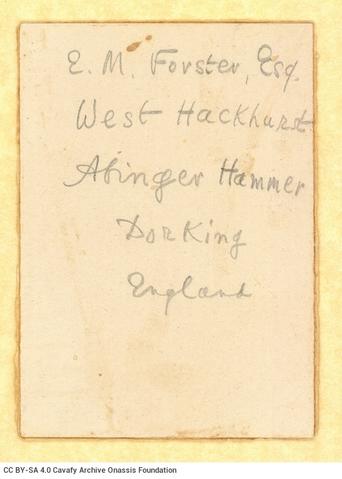 E. M. Forster, Esq.
West Hackhurst
Abinger Hammer
Dorking
England
CC BY-SA 4.0 Cavafy Archive Onassis Foundation